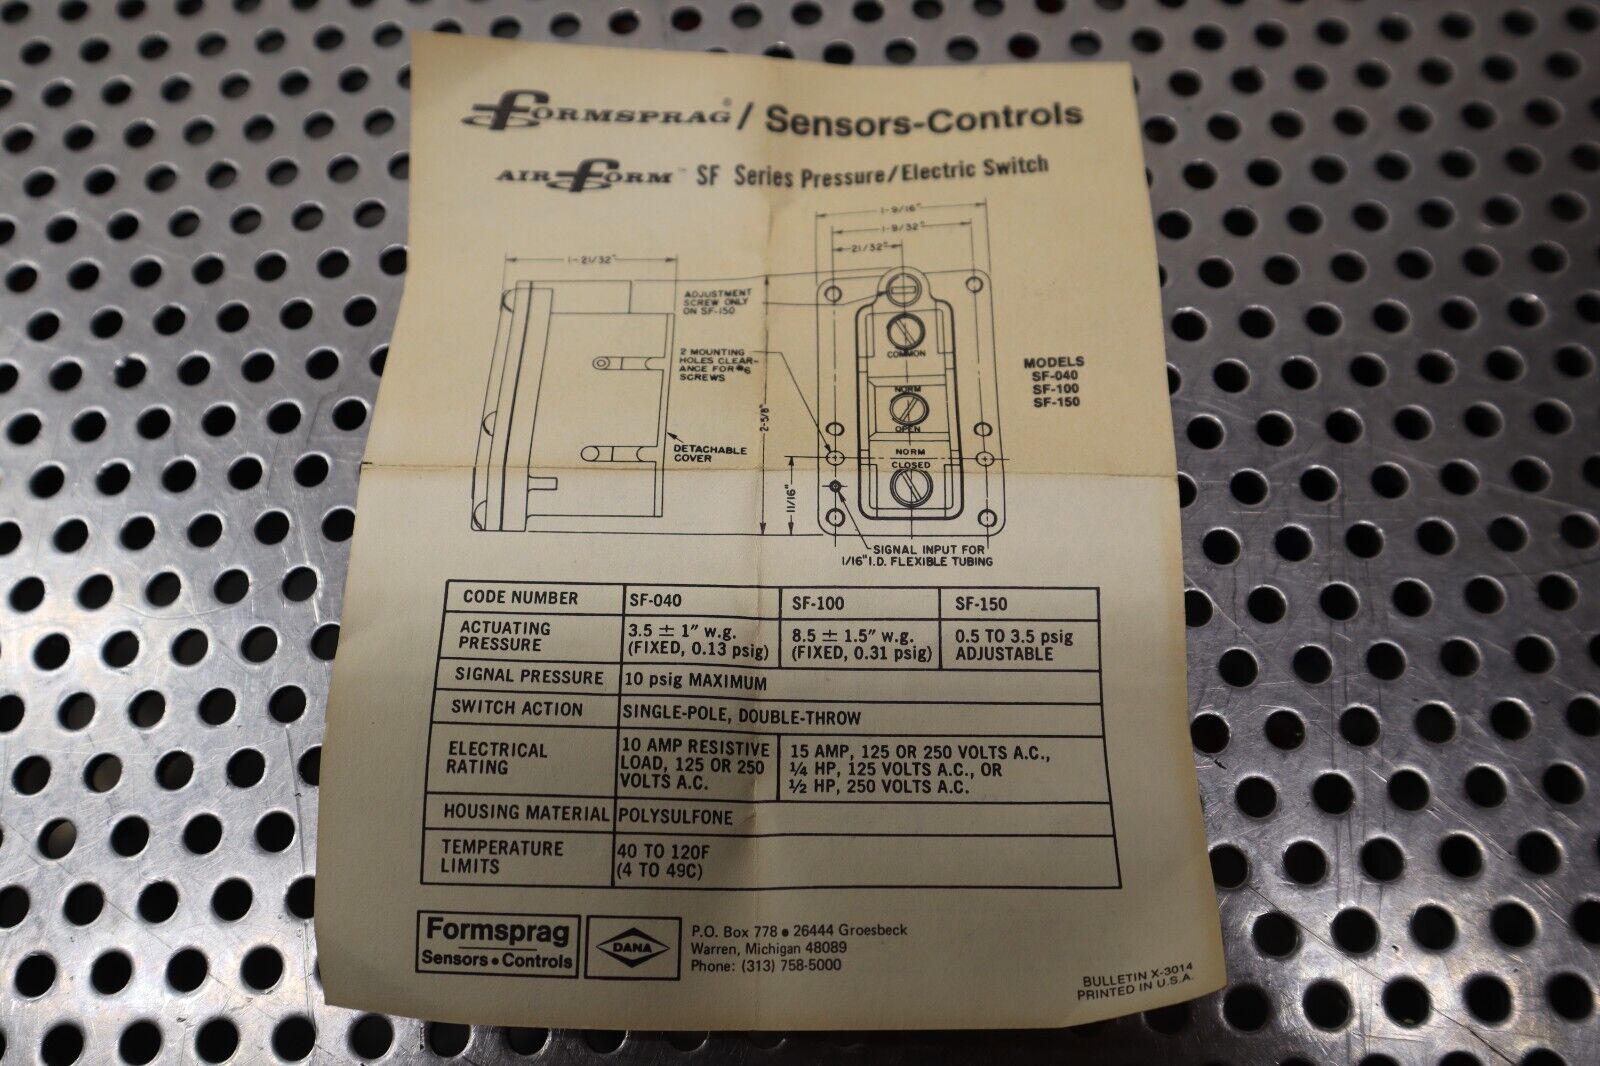 FORMSPRAG® / Sensors-Controls
AIRFORM™ SF Series Pressure/Electric Switch
1-9/16"
1-9/32"
21/32"
1-21/32"
ADJUSTMENT
SCREW ONLY
ON SF-150
2 MOUNTING
HOLES CLEAR-
ANCE FOR #6
SCREWS
2-5/8"
COMMON
NORM
OPEN
NORM
CLOSED
MODELS
SF-040
SF-100
SF-150
DETACHABLE
COVER
11/16"
SIGNAL INPUT FOR
1/16" I.D. FLEXIBLE TUBING
CODE NUMBER SF-040 SF-100 SF-150
ACTUATING PRESSURE 3.5 ± 1" w.g. (FIXED, 0.13 psig) 8.5 ± 1.5" w.g. (FIXED, 0.31 psig) 0.5 TO 3.5 psig ADJUSTABLE
SIGNAL PRESSURE 10 psig MAXIMUM
SWITCH ACTION SINGLE-POLE, DOUBLE-THROW
ELECTRICAL RATING 10 AMP RESISTIVE LOAD, 125 OR 250 VOLTS A.C. 15 AMP, 125 OR 250 VOLTS A.C., ¼ HP, 125 VOLTS A.C., OR ½ HP, 250 VOLTS A.C.
HOUSING MATERIAL POLYSULFONE
TEMPERATURE LIMITS 40 TO 120F (4 TO 49C)
Formsprag
Sensors • Controls
DANA
P.O. Box 778 • 26444 Groesbeck
Warren, Michigan 48089
Phone: (313) 758-5000
BULLETIN X-3014
PRINTED IN U.S.A.